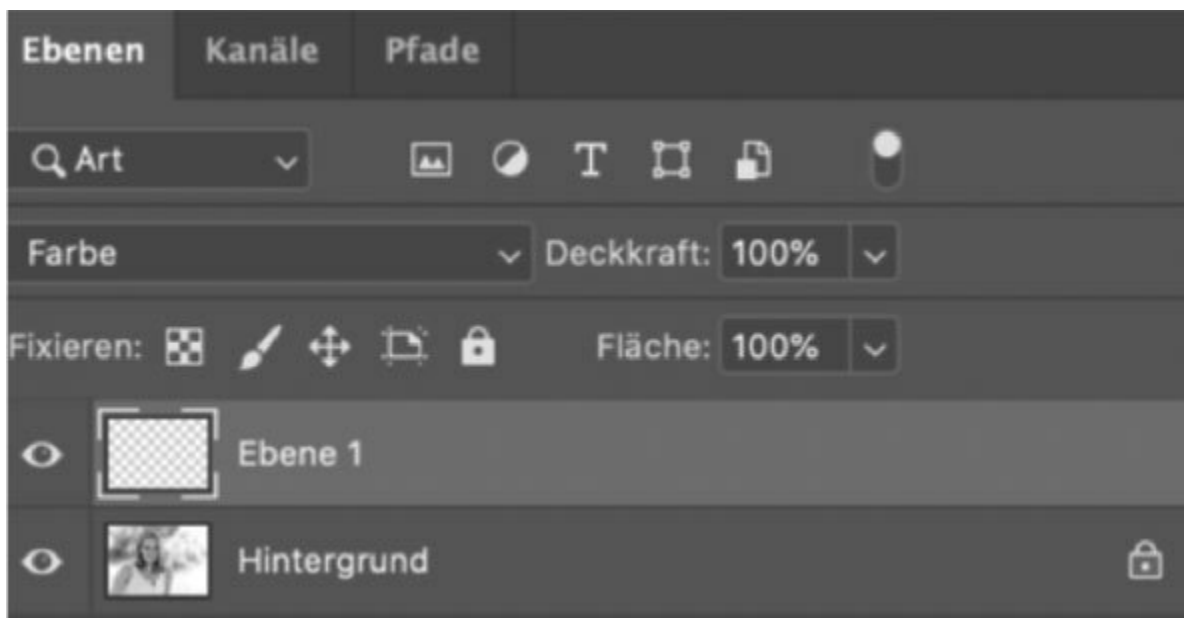 Ebenen Kanäle Pfade
Art
Farbe Deckkraft: 100%
Fixieren: Fläche: 100%
Ebene 1
Hintergrund